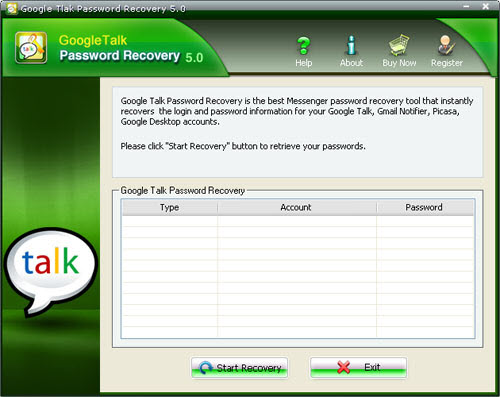 Google Tlak Password Recovery 5.0
talk
GoogleTalk
Password Recovery 5.0
?
Help
i
About
Buy Now
Register
Google Talk Password Recovery is the best Messenger password recovery tool that instantly
recovers the login and password information for your Google Talk, Gmail Notifier, Picasa,
Google Desktop accounts.
Please click "Start Recovery" button to retrieve your passwords.
Google Talk Password Recovery
Type Account Password
talk
Start Recovery
Exit